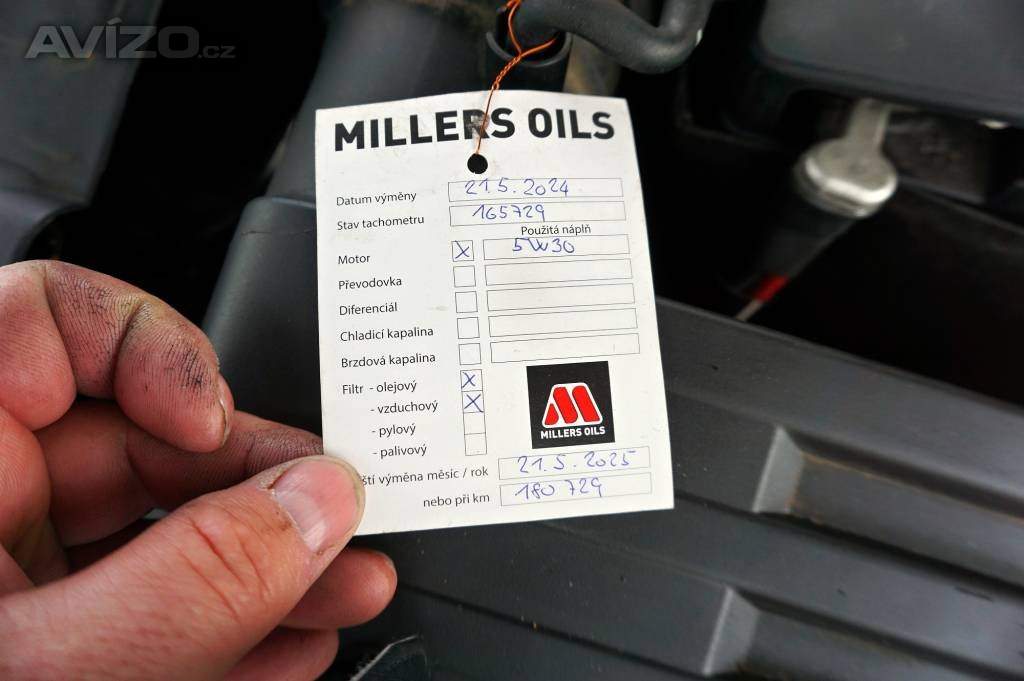 AVÍZO.cz
MILLERS OILS
Datum výměny 21.5.2024
Stav tachometru 165729
Použitá náplň
Motor X 5W30
Převodovka
Diferenciál
Chladicí kapalina
Brzdová kapalina
Filtr - olejový X
- vzduchový X
- pylový
- palivový
MILLERS OILS
výměna měsíc / rok 21.5.2025
nebo při km 180 729